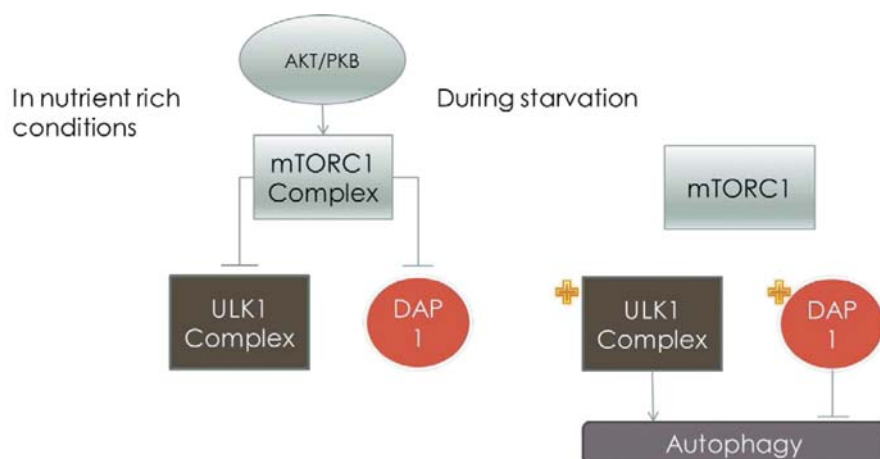 AKT/PKB
In nutrient rich
conditions
During starvation
mTORC1
Complex
mTORC1
ULK1
Complex
DAP
1
ULK1
Complex
DAP
1
Autophagy